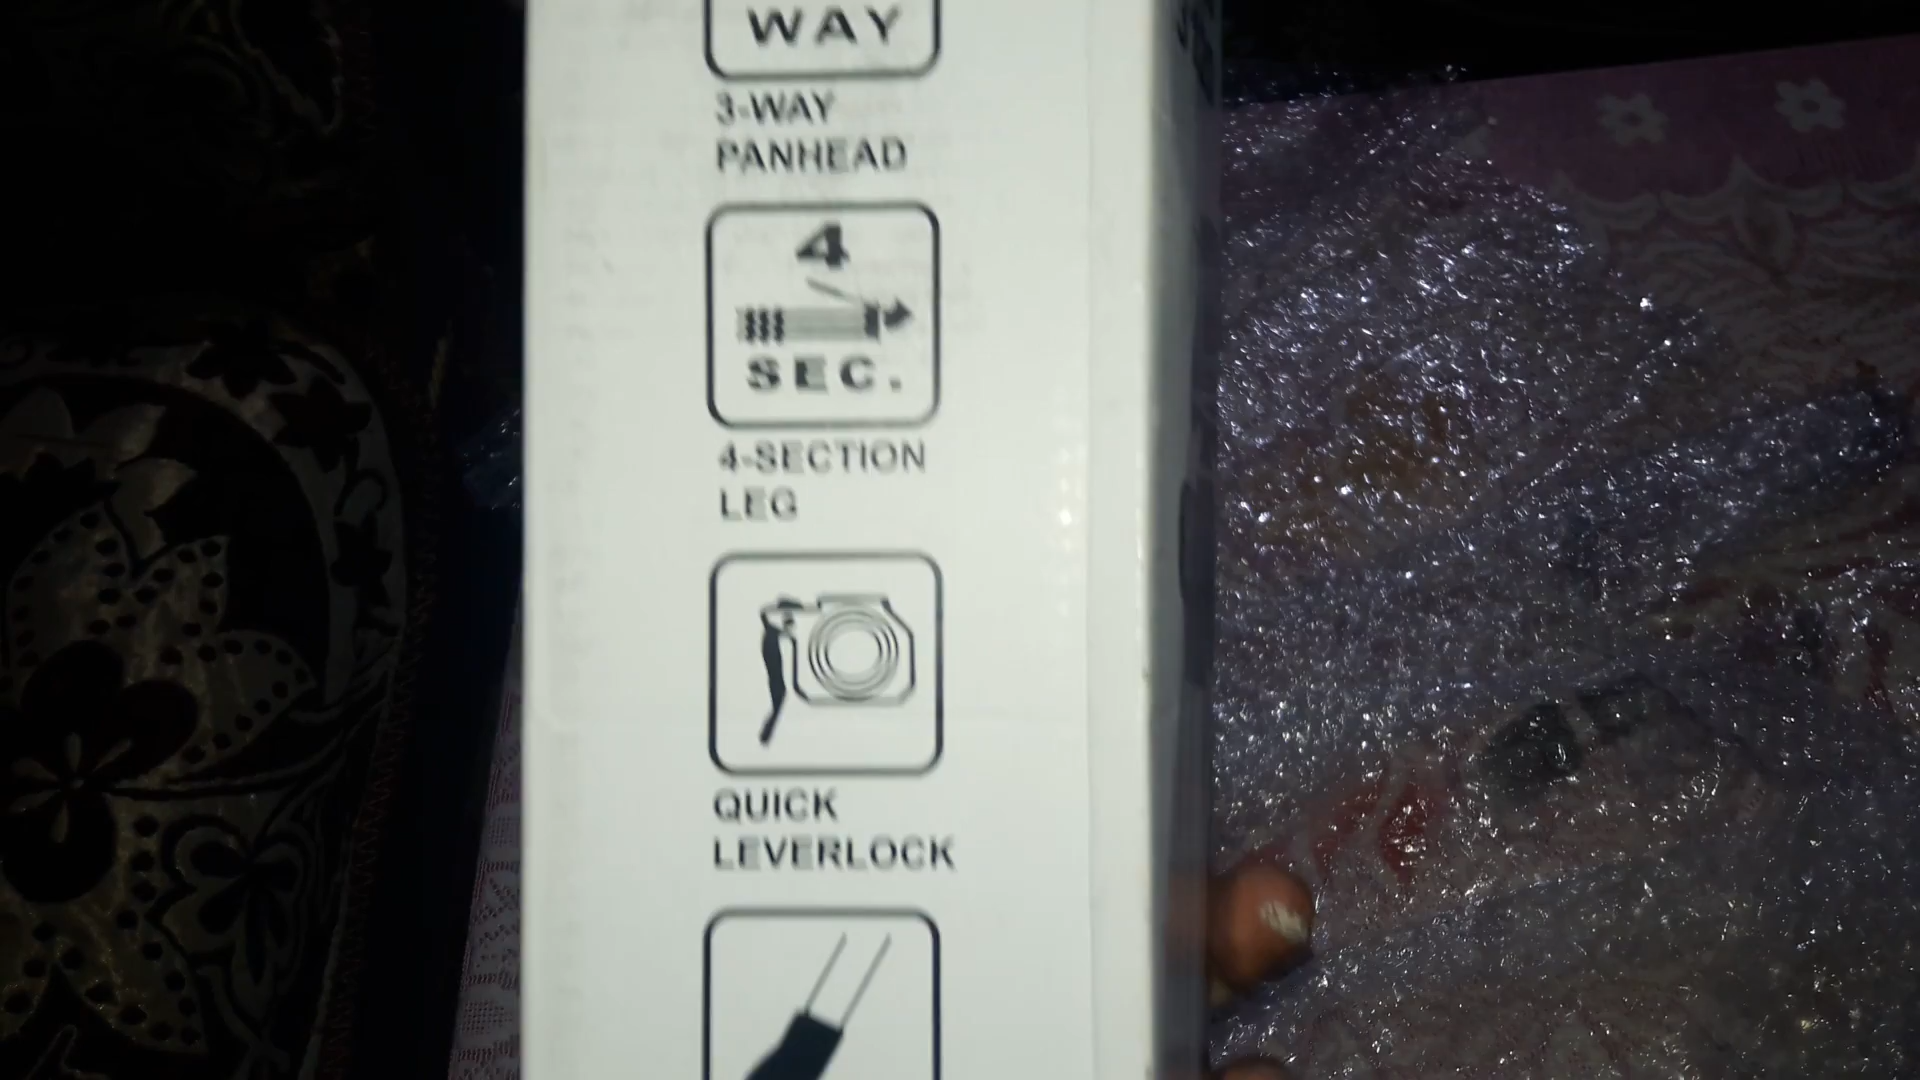 WAY
3-WAY
PANHEAD
4
SEC.
4-SECTION
LEG
QUICK
LEVERLOCK